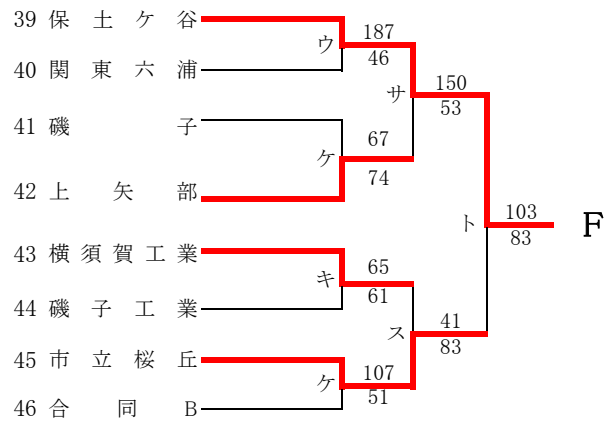 39 保土ケ谷
187
ウ
46
40 関東六浦
サ
150
53
41 磯子
67
ケ
74
42 上矢部
ト
103
83
F
43 横須賀工業
65
キ
61
44 磯子工業
ス
41
83
45 市立桜丘
107
ケ
51
46 合同B